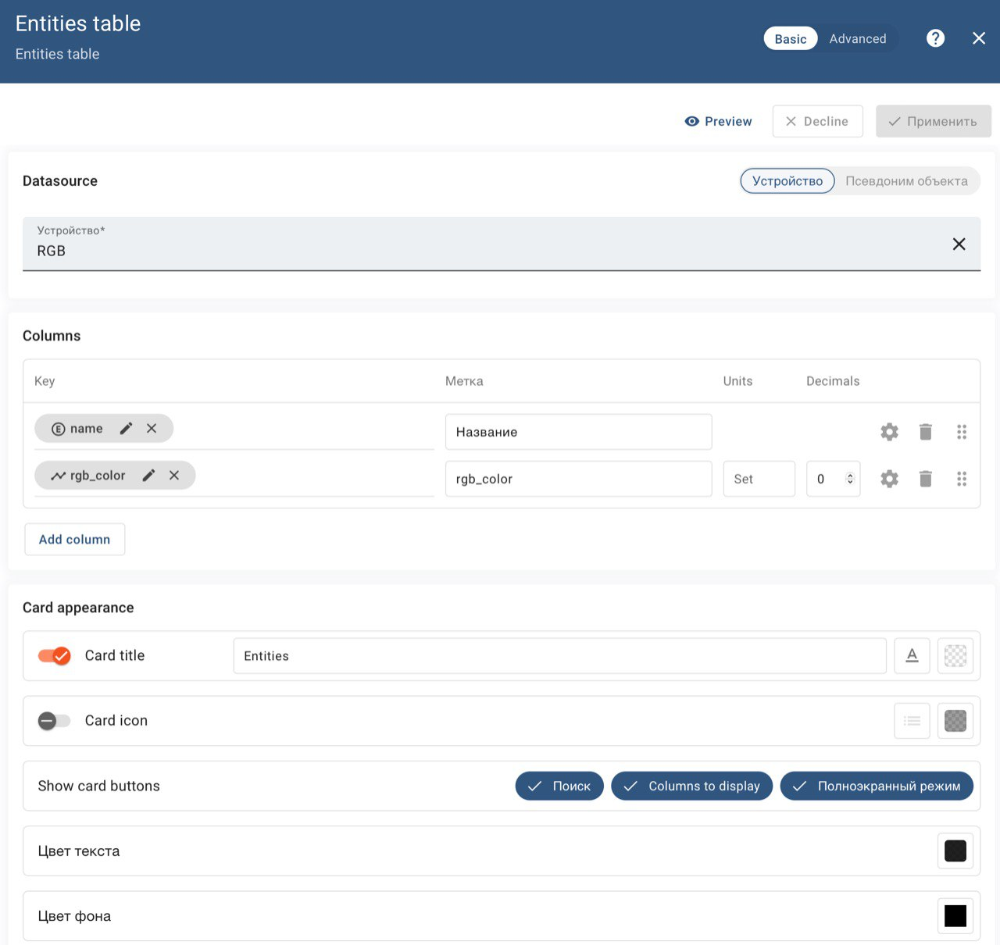 Entities table
Entities table
Basic Advanced
Preview Decline Применить
Datasource
Устройство Псевдоним объекта
Устройство*
RGB
Columns
Key Метка Units Decimals
name Название
rgb_color rgb_color Set 0
Add column
Card appearance
Card title Entities
Card icon
Show card buttons Поиск Columns to display Полноэкранный режим
Цвет текста
Цвет фона